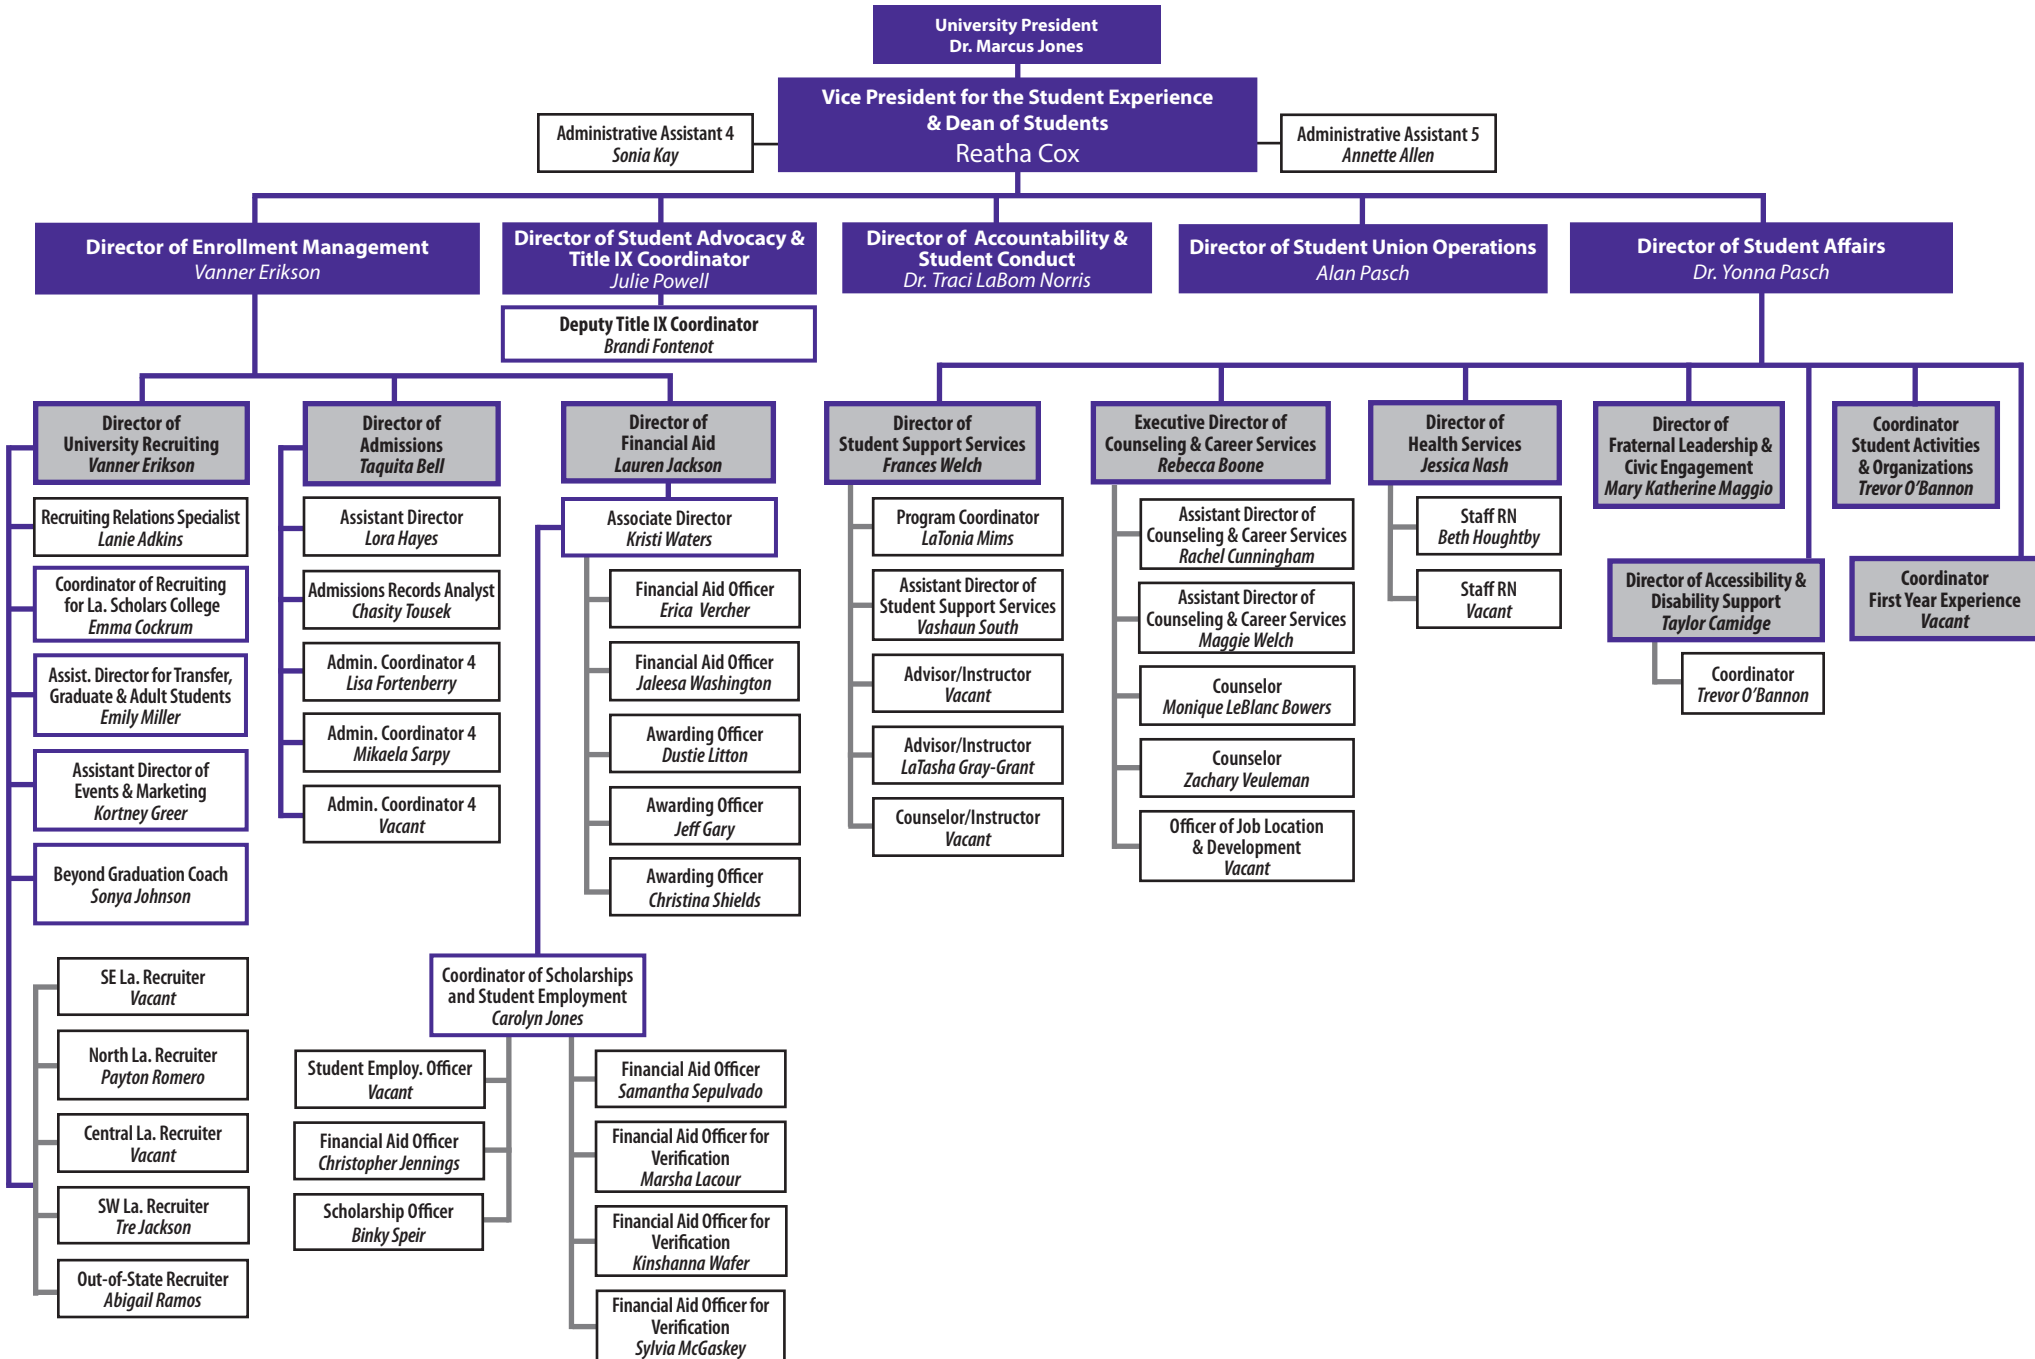 University President
Dr. Marcus Jones
Vice President for the Student Experience
& Dean of Students
Reatha Cox
Administrative Assistant 4
Sonia Kay
Administrative Assistant 5
Annette Allen
Director of Enrollment Management
Vanner Erikson
Director of Student Advocacy &
Title IX Coordinator
Julie Powell
Director of Accountability &
Student Conduct
Dr. Traci LaBom Norris
Director of Student Union Operations
Alan Pasch
Director of Student Affairs
Dr. Yonna Pasch
Deputy Title IX Coordinator
Brandi Fontenot
Director of
University Recruiting
Vanner Erikson
Recruiting Relations Specialist
Lanie Adkins
Coordinator of Recruiting
for La. Scholars College
Emma Cockrum
Assist. Director for Transfer,
Graduate & Adult Students
Emily Miller
Assistant Director of
Events & Marketing
Kortney Greer
Beyond Graduation Coach
Sonya Johnson
SE La. Recruiter
Vacant
North La. Recruiter
Payton Romero
Central La. Recruiter
Vacant
SW La. Recruiter
Tre Jackson
Out-of-State Recruiter
Abigail Ramos
Director of
Admissions
Taquita Bell
Assistant Director
Lora Hayes
Admissions Records Analyst
Chasity Tousek
Admin. Coordinator 4
Lisa Fortenberry
Admin. Coordinator 4
Mikaela Sarpy
Admin. Coordinator 4
Vacant
Director of
Financial Aid
Lauren Jackson
Associate Director
Kristi Waters
Financial Aid Officer
Erica Vercher
Financial Aid Officer
Jaleesa Washington
Awarding Officer
Dustie Litton
Awarding Officer
Jeff Gary
Awarding Officer
Christina Shields
Coordinator of Scholarships
and Student Employment
Carolyn Jones
Student Employ. Officer
Vacant
Financial Aid Officer
Christopher Jennings
Scholarship Officer
Binky Speir
Financial Aid Officer
Samantha Sepulvado
Financial Aid Officer for
Verification
Marsha Lacour
Financial Aid Officer for
Verification
Kinshanna Wafer
Financial Aid Officer for
Verification
Sylvia McGaskey
Director of
Student Support Services
Frances Welch
Program Coordinator
LaTonia Mims
Assistant Director of
Student Support Services
Vashaun South
Advisor/Instructor
Vacant
Advisor/Instructor
LaTasha Gray-Grant
Counselor/Instructor
Vacant
Executive Director of
Counseling & Career Services
Rebecca Boone
Assistant Director of
Counseling & Career Services
Rachel Cunningham
Assistant Director of
Counseling & Career Services
Maggie Welch
Counselor
Monique LeBlanc Bowers
Counselor
Zachary Veuleman
Officer of Job Location
& Development
Vacant
Director of
Health Services
Jessica Nash
Staff RN
Beth Houghtby
Staff RN
Vacant
Director of
Fraternal Leadership &
Civic Engagement
Mary Katherine Maggio
Coordinator
Student Activities
& Organizations
Trevor O'Bannon
Director of Accessibility &
Disability Support
Taylor Camidge
Coordinator
Trevor O'Bannon
Coordinator
First Year Experience
Vacant